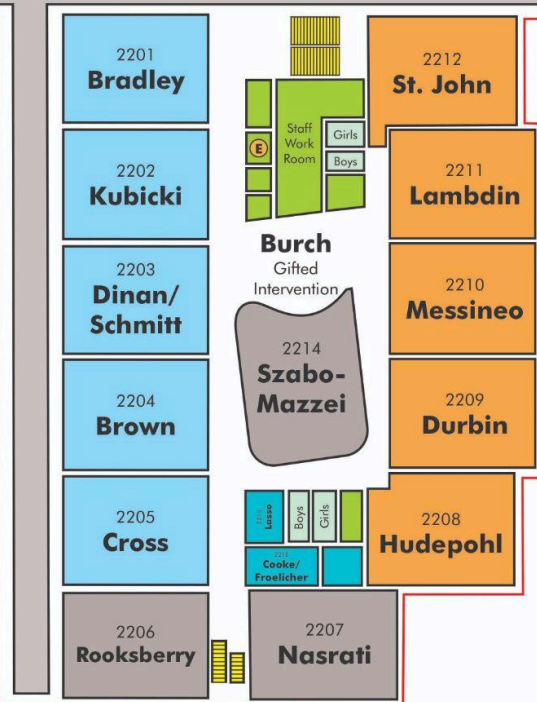 2201
Bradley
2202
Kubicki
2203
Dinan/
Schmitt
2204
Brown
2205
Cross
2206
Rooksberry
E
Staff
Work
Room
Girls
Boys
Burch
Gifted
Intervention
2214
Szabo-
Mazzei
Lasso
Boys
Girls
Cooke/
Froelicher
2207
Nasrati
2212
St. John
2211
Lambdin
2210
Messineo
2209
Durbin
2208
Hudepohl